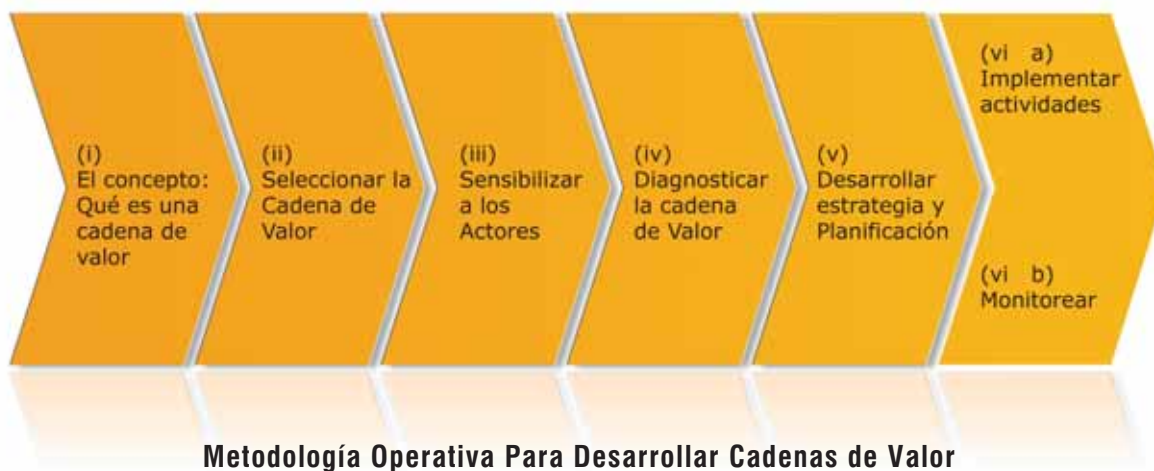 (i)
El concepto:
Qué es una
cadena de
valor
(ii)
Seleccionar la
Cadena de
Valor
(iii)
Sensibilizar
a los
Actores
(iv)
Diagnosticar
la cadena
de Valor
(v)
Desarrollar
estrategia y
Planificación
(vi a)
Implementar
actividades
(vi b)
Monitorear
Metodología Operativa Para Desarrollar Cadenas de Valor